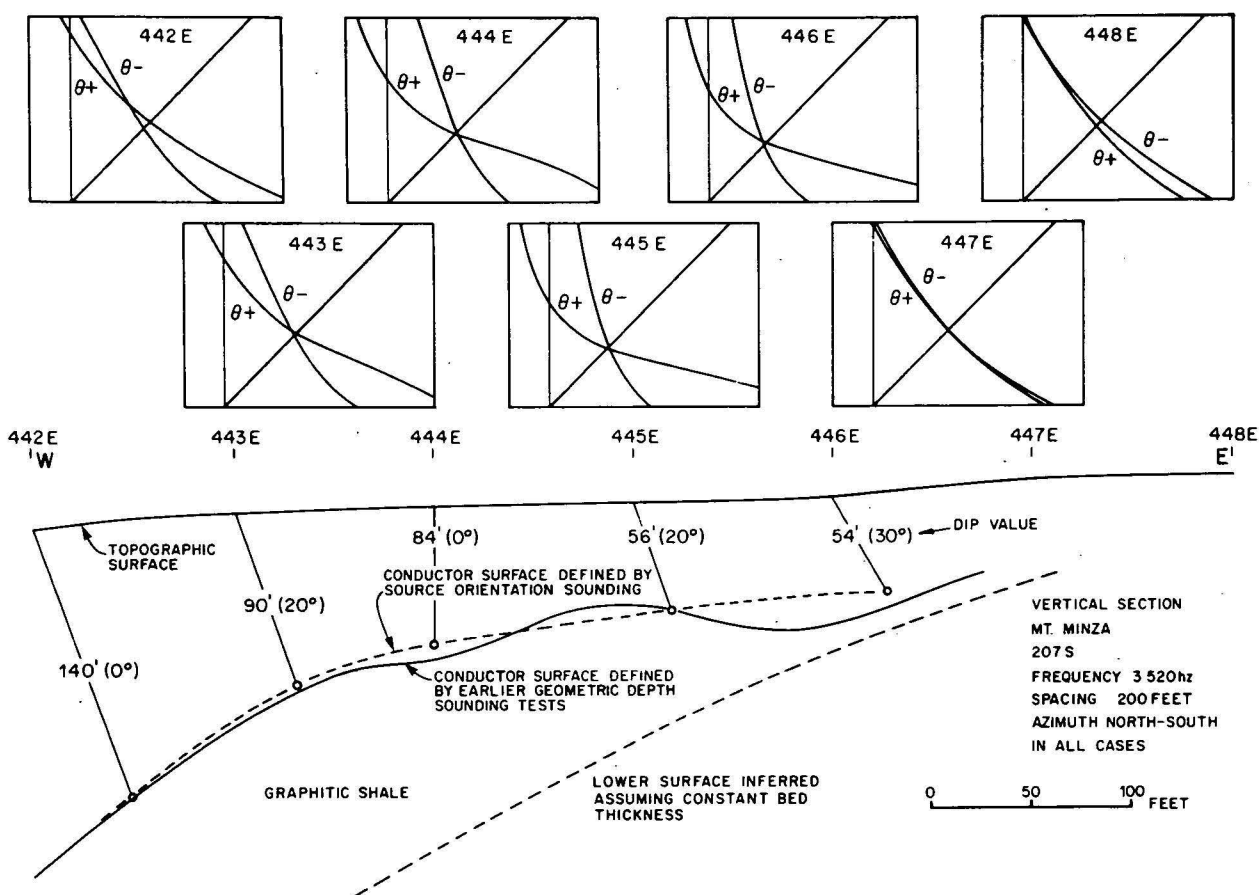 442E
444E
446E
448E
θ-
θ+
θ+
θ-
θ+
θ-
θ-
θ+
443E
445E
447E
θ+
θ-
θ+
θ-
θ-
θ+
442E
443E
444E
445E
446E
447E
448E
W
E
TOPOGRAPHIC
SURFACE
84'(0°)
56'(20°)
54'(30°)
DIP VALUE
CONDUCTOR SURFACE DEFINED BY
SOURCE ORIENTATION SOUNDING
90'(20°)
140'(0°)
CONDUCTOR SURFACE DEFINED
BY EARLIER GEOMETRIC DEPTH
SOUNDING TESTS
VERTICAL SECTION
MT. MINZA
207S
FREQUENCY 3520hz
SPACING 200 FEET
AZIMUTH NORTH-SOUTH
IN ALL CASES
GRAPHITIC SHALE
LOWER SURFACE INFERRED
ASSUMING CONSTANT BED
THICKNESS
0 50 100
FEET